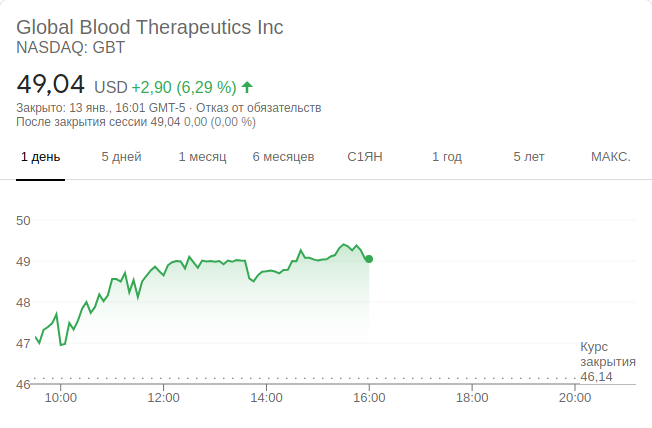 Global Blood Therapeutics Inc
NASDAQ: GBT
49,04 USD +2,90 (6,29 %)
Закрыто: 13 янв., 16:01 GMT-5 · Отказ от обязательств
После закрытия сессии 49,04 0,00 (0,00 %)
1 день 5 дней 1 месяц 6 месяцев С1ЯН 1 год 5 лет МАКС.
50
49
48
47
46
Курс
закрытия
46,14
10:00 12:00 14:00 16:00 18:00 20:00